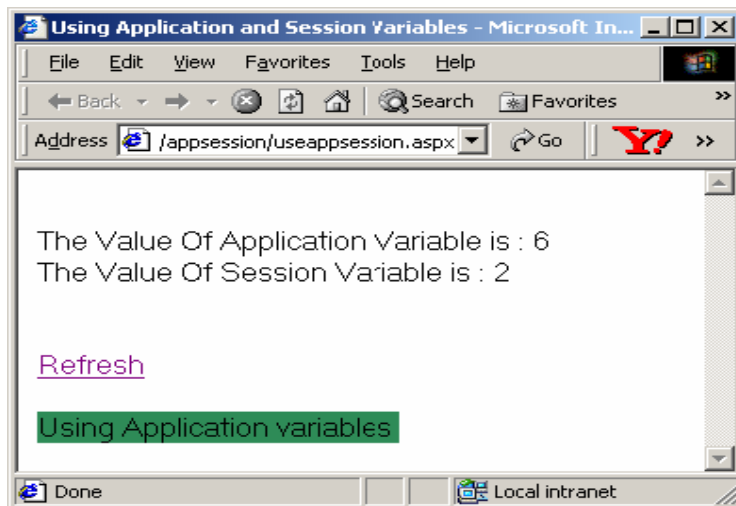 Using Application and Session Variables - Microsoft In...
File Edit View Favorites Tools Help
Back Search Favorites »
Address /appsession/useappsession.aspx Go Y! »
The Value Of Application Variable is : 6
The Value Of Session Variable is : 2
Refresh
Using Application variables
Done Local intranet